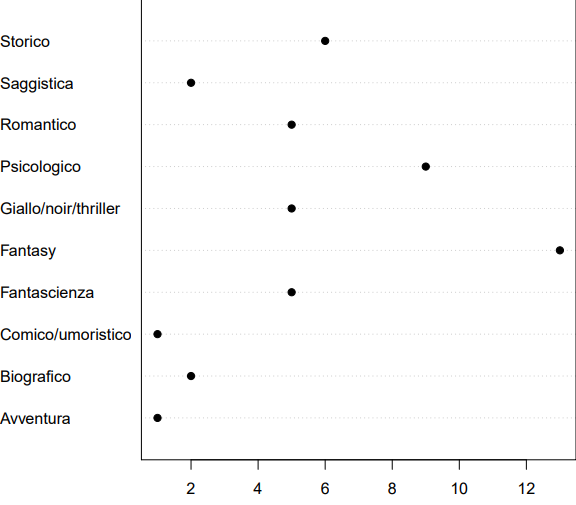 Storico
Saggistica
Romantico
Psicologico
Giallo/noir/thriller
Fantasy
Fantascienza
Comico/umoristico
Biografico
Avventura
2 4 6 8 10 12